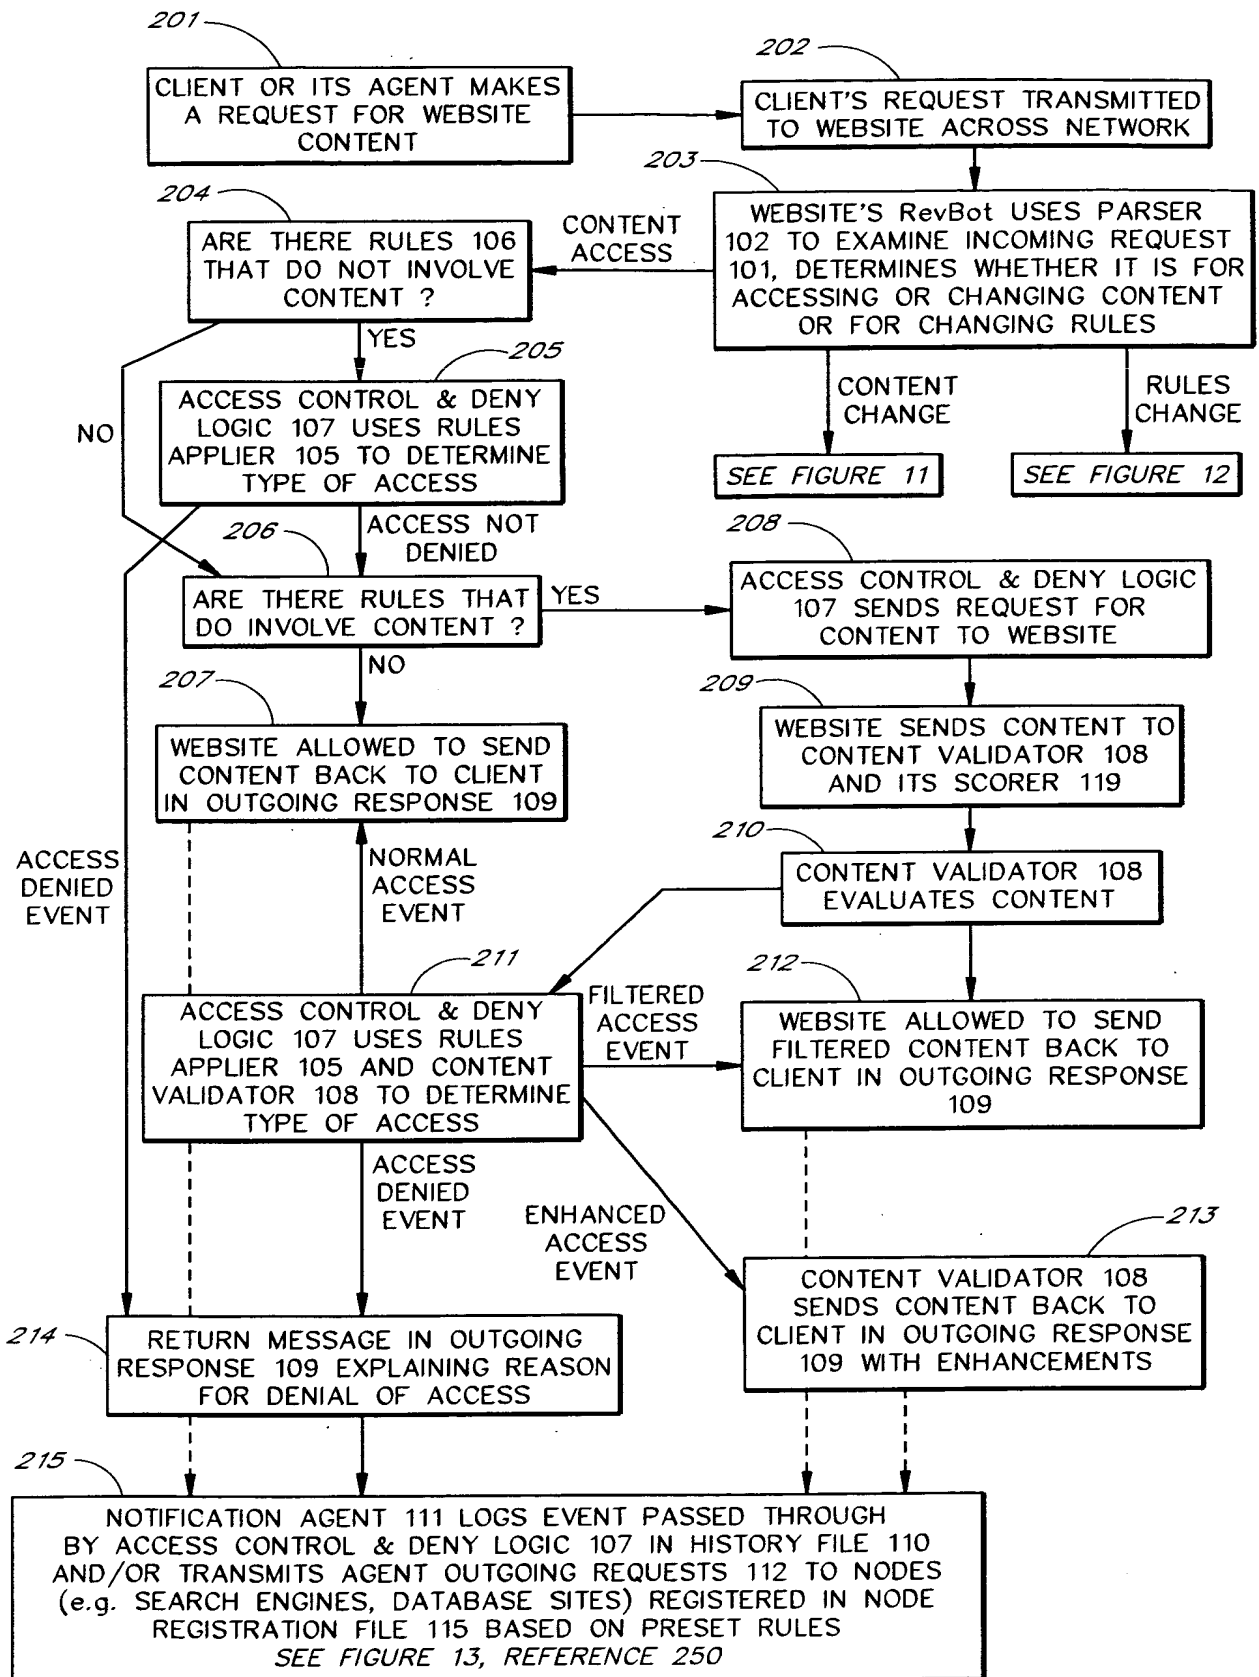 201
CLIENT OR ITS AGENT MAKES
A REQUEST FOR WEBSITE
CONTENT
202
CLIENT'S REQUEST TRANSMITTED
TO WEBSITE ACROSS NETWORK
203
WEBSITE'S RevBot USES PARSER
102 TO EXAMINE INCOMING REQUEST
101, DETERMINES WHETHER IT IS FOR
ACCESSING OR CHANGING CONTENT
OR FOR CHANGING RULES
CONTENT
ACCESS
204
ARE THERE RULES 106
THAT DO NOT INVOLVE
CONTENT ?
YES
NO
CONTENT
CHANGE
RULES
CHANGE
SEE FIGURE 11
SEE FIGURE 12
205
ACCESS CONTROL & DENY
LOGIC 107 USES RULES
APPLIER 105 TO DETERMINE
TYPE OF ACCESS
ACCESS NOT
DENIED
206
ARE THERE RULES THAT
DO INVOLVE CONTENT ?
YES
NO
208
ACCESS CONTROL & DENY LOGIC
107 SENDS REQUEST FOR
CONTENT TO WEBSITE
207
WEBSITE ALLOWED TO SEND
CONTENT BACK TO CLIENT
IN OUTGOING RESPONSE 109
209
WEBSITE SENDS CONTENT TO
CONTENT VALIDATOR 108
AND ITS SCORER 119
210
CONTENT VALIDATOR 108
EVALUATES CONTENT
ACCESS
DENIED
EVENT
NORMAL
ACCESS
EVENT
211
ACCESS CONTROL & DENY
LOGIC 107 USES RULES
APPLIER 105 AND CONTENT
VALIDATOR 108 TO DETERMINE
TYPE OF ACCESS
FILTERED
ACCESS
EVENT
212
WEBSITE ALLOWED TO SEND
FILTERED CONTENT BACK TO
CLIENT IN OUTGOING RESPONSE
109
ACCESS
DENIED
EVENT
ENHANCED
ACCESS
EVENT
213
CONTENT VALIDATOR 108
SENDS CONTENT BACK TO
CLIENT IN OUTGOING RESPONSE
109 WITH ENHANCEMENTS
214
RETURN MESSAGE IN OUTGOING
RESPONSE 109 EXPLAINING REASON
FOR DENIAL OF ACCESS
215
NOTIFICATION AGENT 111 LOGS EVENT PASSED THROUGH
BY ACCESS CONTROL & DENY LOGIC 107 IN HISTORY FILE 110
AND/OR TRANSMITS AGENT OUTGOING REQUESTS 112 TO NODES
(e.g. SEARCH ENGINES, DATABASE SITES) REGISTERED IN NODE
REGISTRATION FILE 115 BASED ON PRESET RULES
SEE FIGURE 13, REFERENCE 250